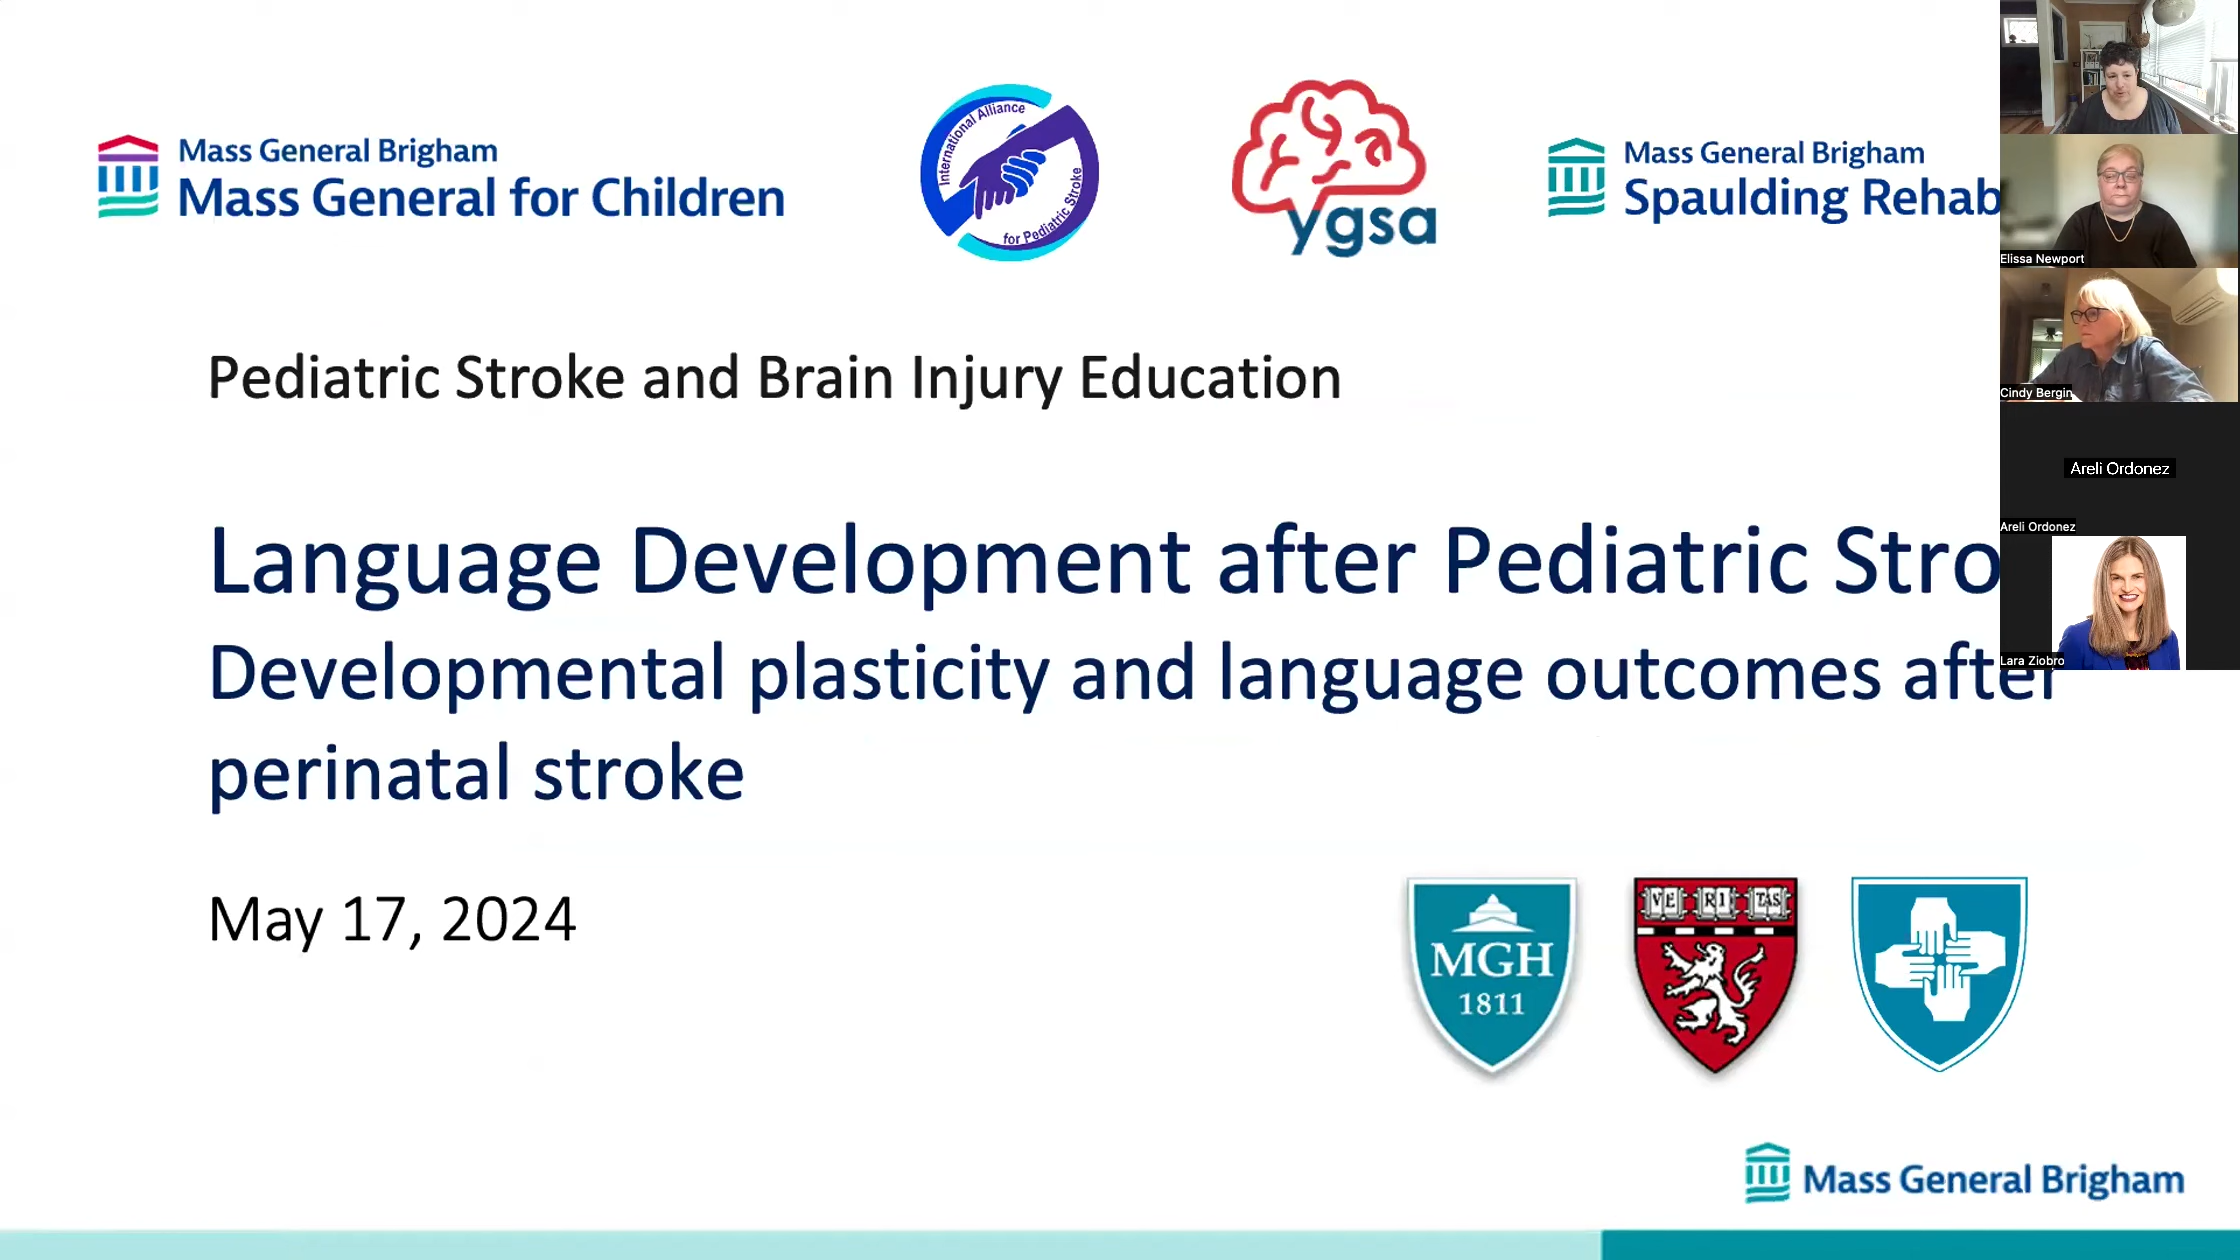 Mass General Brigham
Mass General for Children
International Alliance
for Pediatric Stroke
ygsa
Mass General Brigham
Spaulding Rehab
Elissa Newport
Cindy Bergin
Areli Ordonez
Areli Ordonez
Lara Ziobro
Pediatric Stroke and Brain Injury Education
Language Development after Pediatric Stro
Developmental plasticity and language outcomes after
perinatal stroke
May 17, 2024
MGH
1811
VE RI TAS
Mass General Brigham